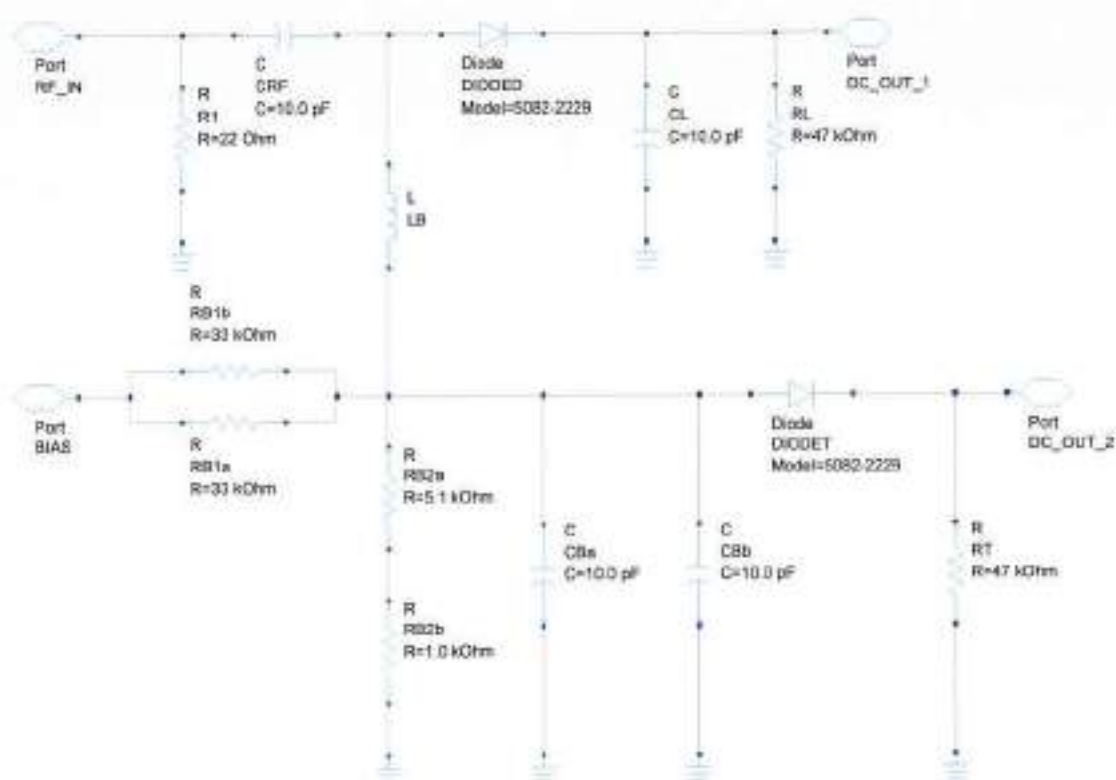 Port
RF_IN
R
R1
R=22 Ohm
C
CRF
C=10.0 pF
Diode
DIODED
Model=5082-2229
C
CL
C=10.0 pF
R
RL
R=47 kOhm
Port
DC_OUT_1
L
LB
R
RB1b
R=33 kOhm
Port
BIAS
R
RB1a
R=33 kOhm
R
RB2a
R=5.1 kOhm
R
RB2b
R=1.0 kOhm
C
CBa
C=10.0 pF
C
CBb
C=10.0 pF
Diode
DIODET
Model=5082-2229
R
RT
R=47 kOhm
Port
DC_OUT_2